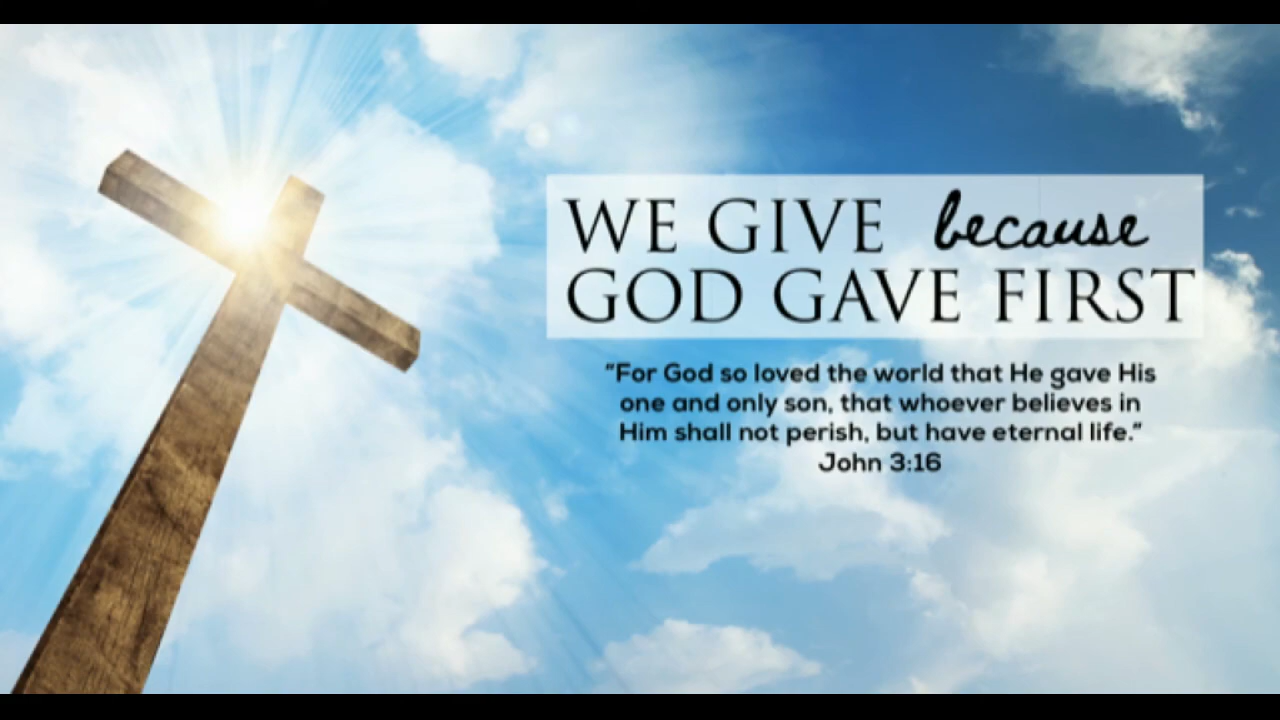 WE GIVE because
GOD GAVE FIRST
“For God so loved the world that He gave His
one and only son, that whoever believes in
Him shall not perish, but have eternal life.”
John 3:16